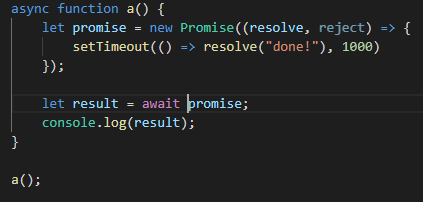 async function a() {
    let promise = new Promise((resolve, reject) => {
        setTimeout(() => resolve("done!"), 1000)
    });

    let result = await promise;
    console.log(result);
}

a();